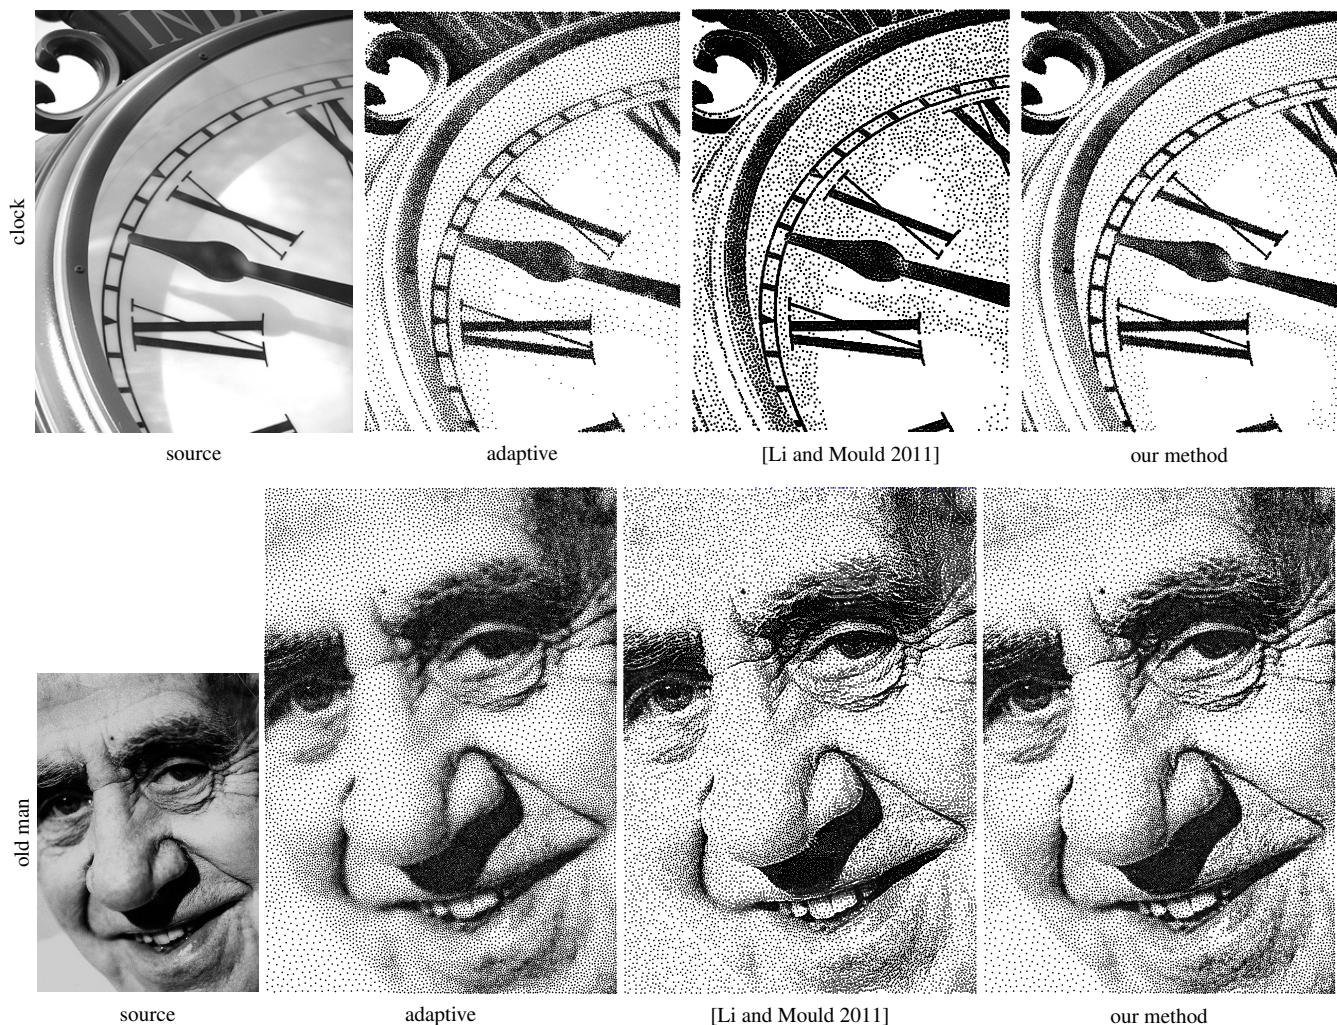 clock
source
adaptive
[Li and Mould 2011]
our method
old man
source
adaptive
[Li and Mould 2011]
our method